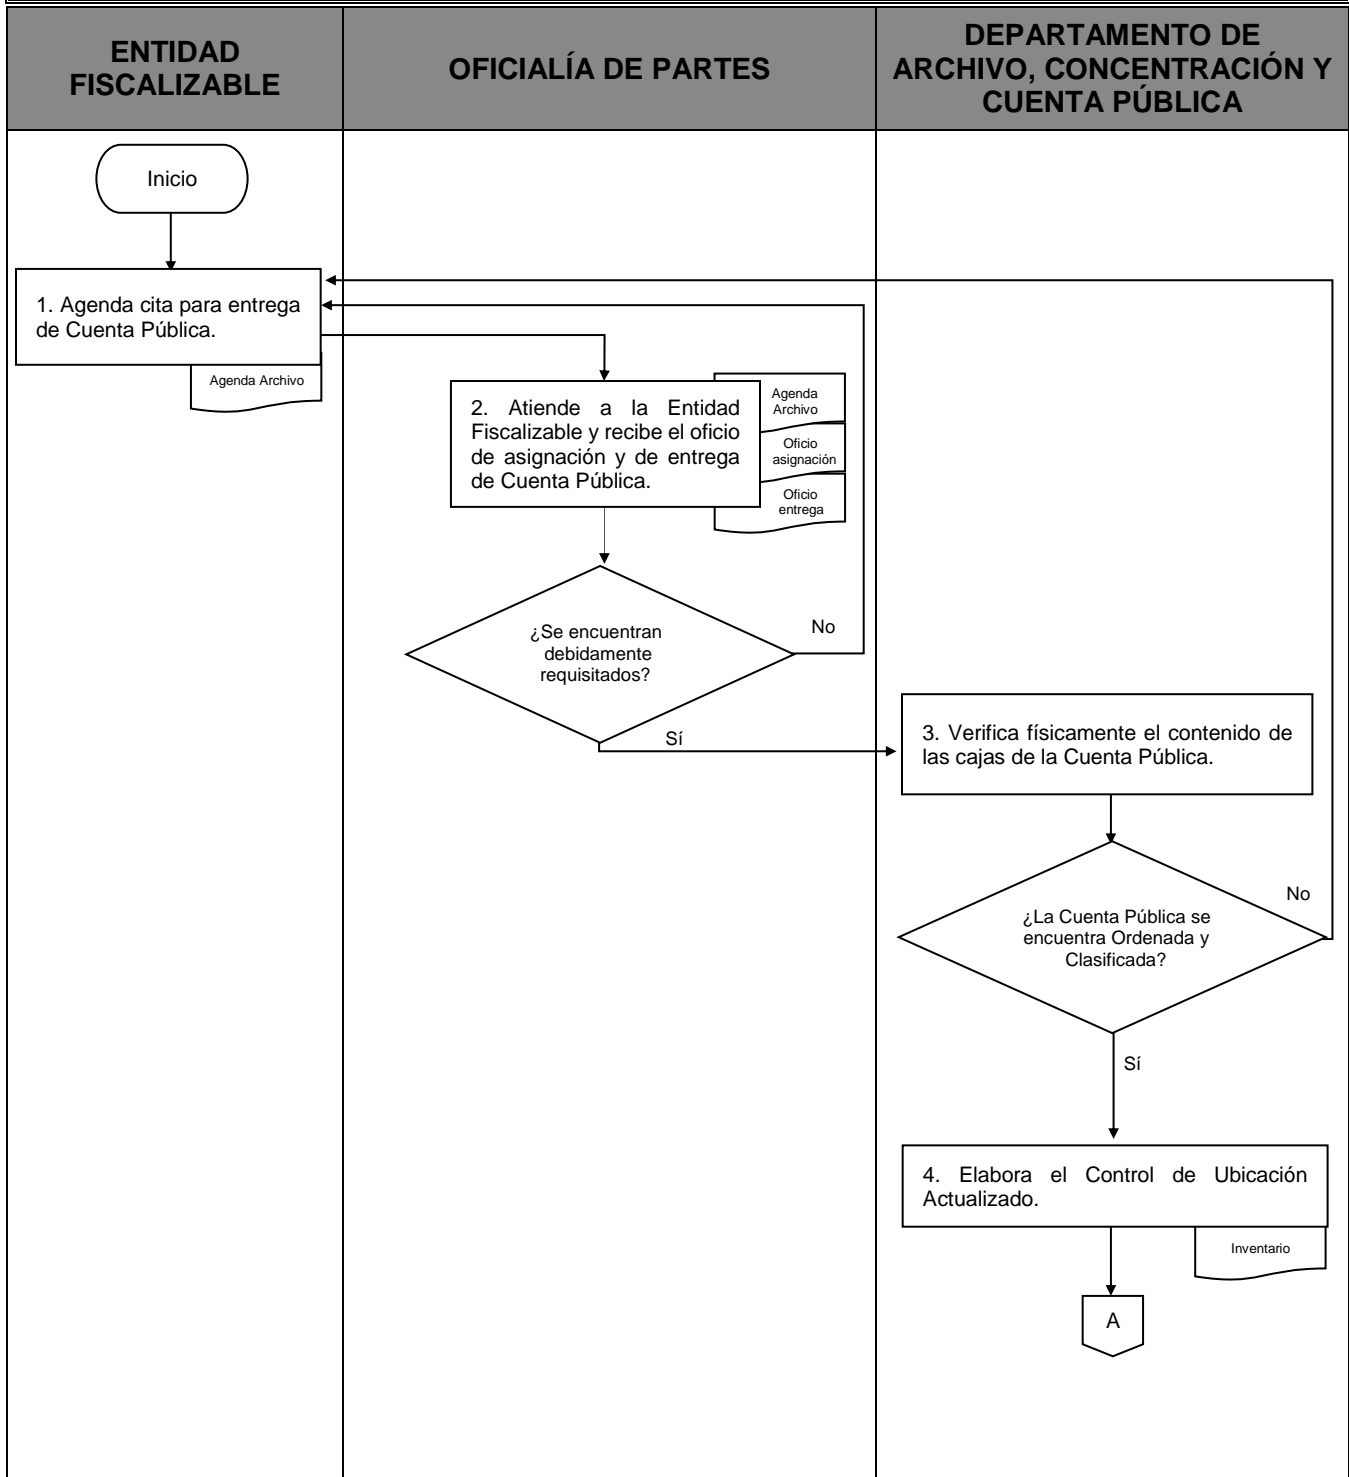 ENTIDAD
FISCALIZABLE
OFICIALÍA DE PARTES
DEPARTAMENTO DE
ARCHIVO, CONCENTRACIÓN Y
CUENTA PÚBLICA
Inicio
1. Agenda cita para entrega
de Cuenta Pública.
Agenda Archivo
2. Atiende a la Entidad
Fiscalizable y recibe el oficio
de asignación y de entrega
de Cuenta Pública.
Agenda
Archivo
Oficio
asignación
Oficio
entrega
¿Se encuentran
debidamente
requisitados?
No
Sí
3. Verifica físicamente el contenido de
las cajas de la Cuenta Pública.
¿La Cuenta Pública se
encuentra Ordenada y
Clasificada?
No
Sí
4. Elabora el Control de Ubicación
Actualizado.
Inventario
A